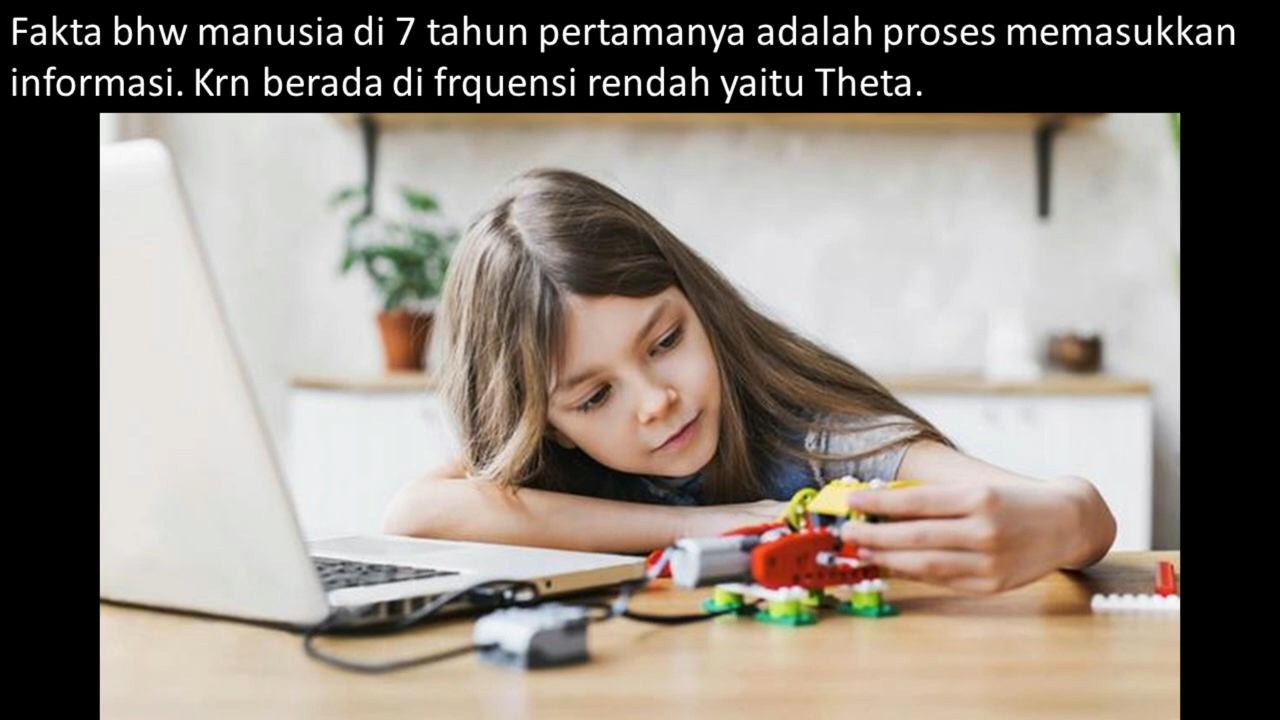 Fakta bhw manusia di 7 tahun pertamanya adalah proses memasukkan
informasi. Krn berada di frquensi rendah yaitu Theta.